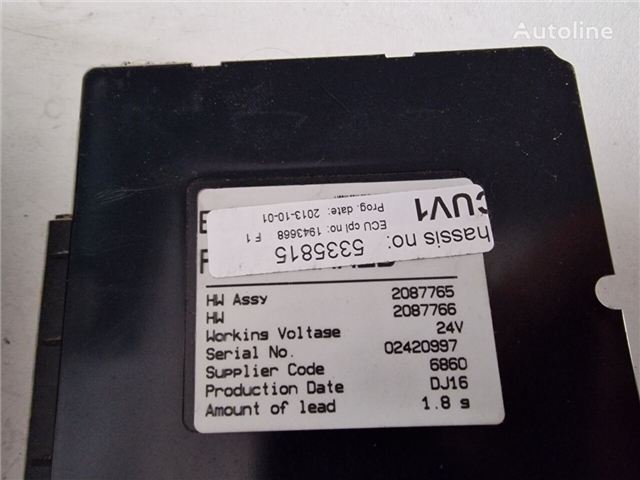 Autoline
CUV1
hassis no:
5335815
ECU cpl no: 1943668 F1
Prog. date: 2013-10-01
HW Assy 2087765
HW 2087766
Working Voltage 24V
Serial No. 02420997
Supplier Code 6860
Production Date DJ16
Amount of lead 1.8 g